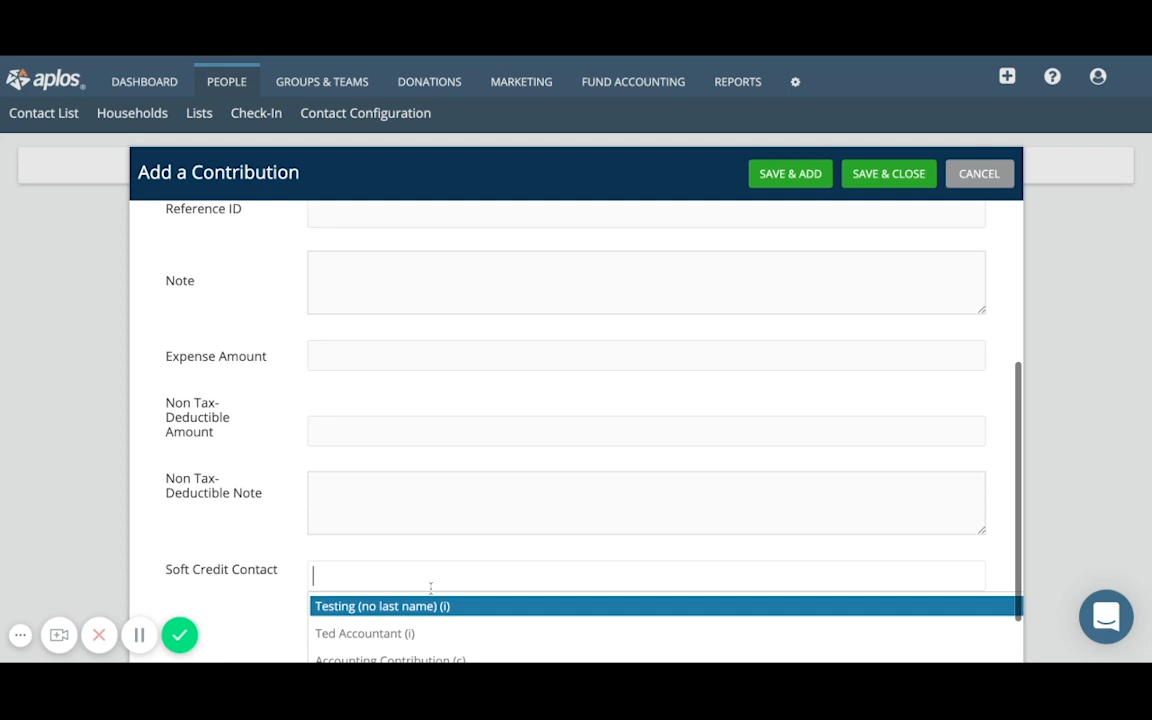 aplos
DASHBOARD PEOPLE GROUPS & TEAMS DONATIONS MARKETING FUND ACCOUNTING REPORTS
Contact List Households Lists Check-In Contact Configuration
Add a Contribution
SAVE & ADD SAVE & CLOSE CANCEL
Reference ID
Note
Expense Amount
Non Tax-
Deductible
Amount
Non Tax-
Deductible Note
Soft Credit Contact
Testing (no last name) (i)
Ted Accountant (i)
Accounting Contribution (c)